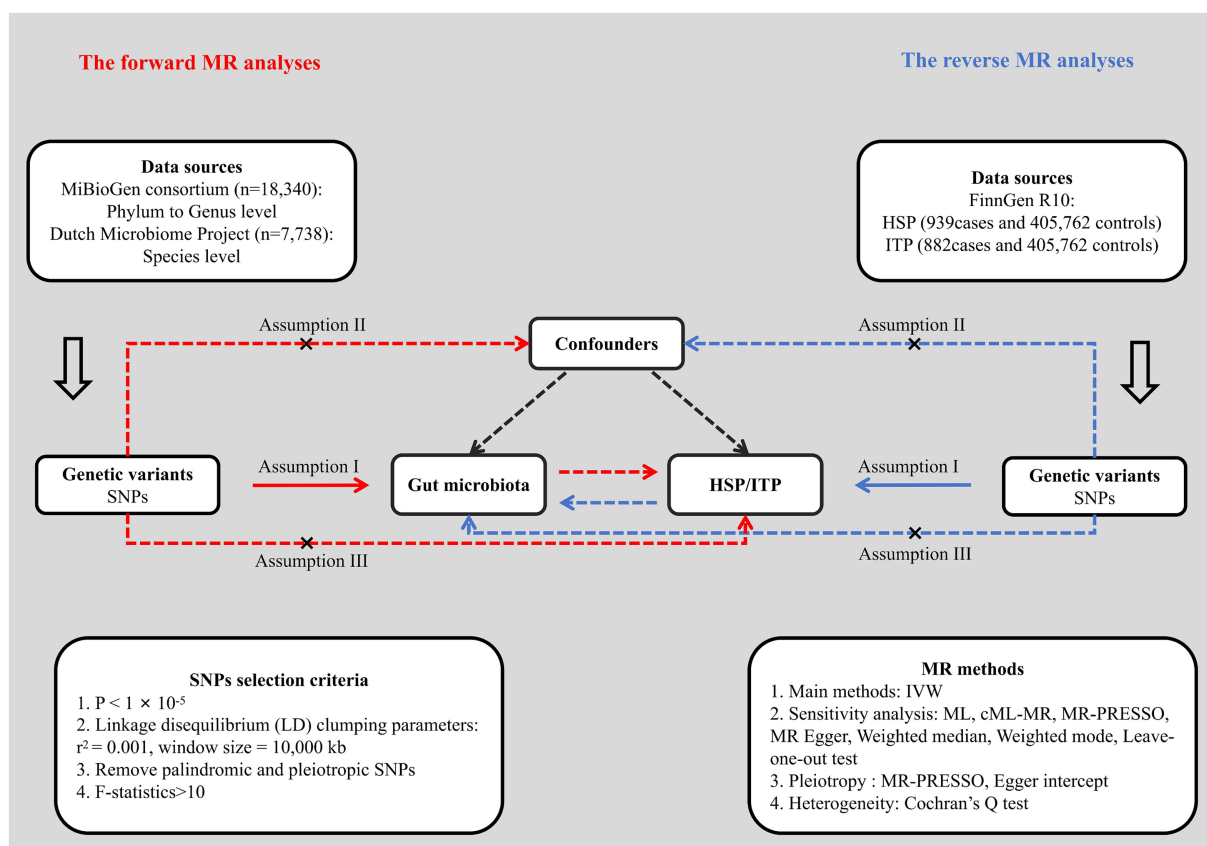 The forward MR analyses
The reverse MR analyses
Data sources
MiBioGen consortium (n=18,340):
Phylum to Genus level
Dutch Microbiome Project (n=7,738):
Species level
Data sources
FinnGen R10:
HSP (939cases and 405,762 controls)
ITP (882cases and 405,762 controls)
Assumption II
Confounders
Assumption II
Genetic variants
SNPs
Assumption I
Gut microbiota
HSP/ITP
Assumption I
Genetic variants
SNPs
Assumption III
Assumption III
SNPs selection criteria
1. P < 1 × 10⁻⁵
2. Linkage disequilibrium (LD) clumping parameters:
r² = 0.001, window size = 10,000 kb
3. Remove palindromic and pleiotropic SNPs
4. F-statistics>10
MR methods
1. Main methods: IVW
2. Sensitivity analysis: ML, cML-MR, MR-PRESSO,
MR Egger, Weighted median, Weighted mode, Leave-
one-out test
3. Pleiotropy : MR-PRESSO, Egger intercept
4. Heterogeneity: Cochran’s Q test